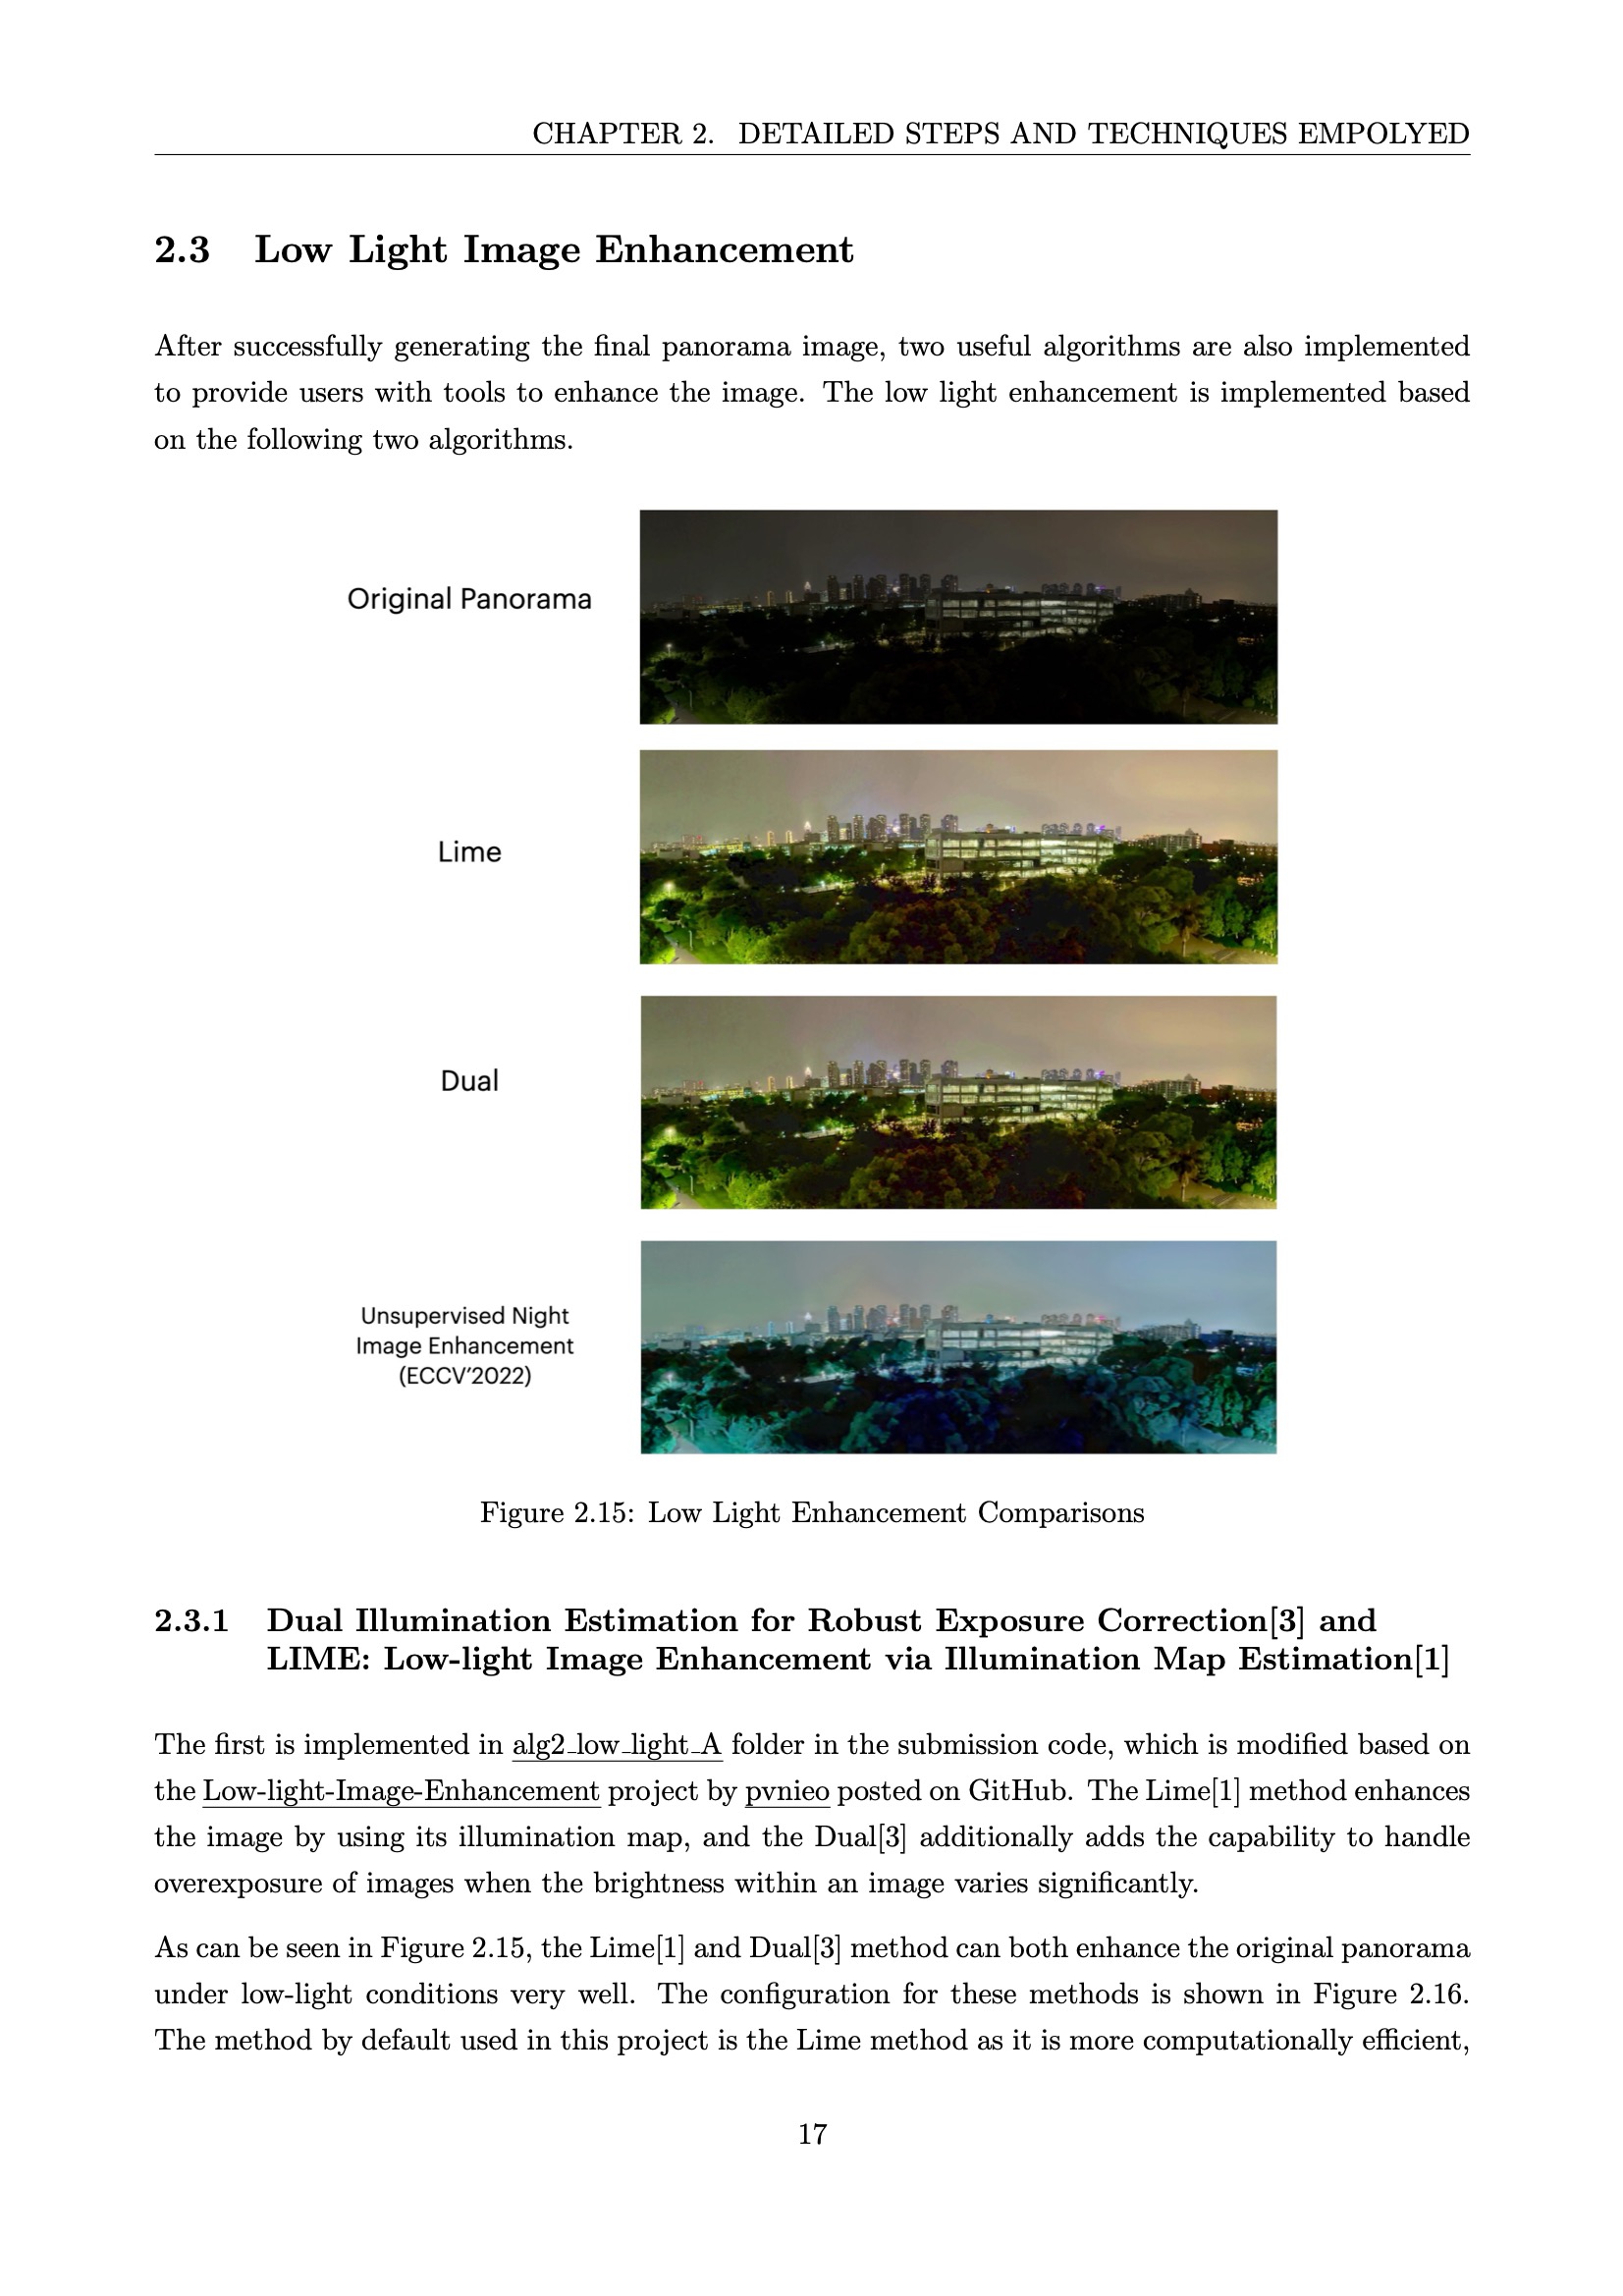 CHAPTER 2. DETAILED STEPS AND TECHNIQUES EMPOLYED
2.3 Low Light Image Enhancement
After successfully generating the final panorama image, two useful algorithms are also implemented
to provide users with tools to enhance the image. The low light enhancement is implemented based
on the following two algorithms.
Original Panorama
Lime
Dual
Unsupervised Night
Image Enhancement
(ECCV'2022)
Figure 2.15: Low Light Enhancement Comparisons
2.3.1 Dual Illumination Estimation for Robust Exposure Correction[3] and
LIME: Low-light Image Enhancement via Illumination Map Estimation[1]
The first is implemented in alg2_low_light_A folder in the submission code, which is modified based on
the Low-light-Image-Enhancement project by pvnieo posted on GitHub. The Lime[1] method enhances
the image by using its illumination map, and the Dual[3] additionally adds the capability to handle
overexposure of images when the brightness within an image varies significantly.
As can be seen in Figure 2.15, the Lime[1] and Dual[3] method can both enhance the original panorama
under low-light conditions very well. The configuration for these methods is shown in Figure 2.16.
The method by default used in this project is the Lime method as it is more computationally efficient,
17